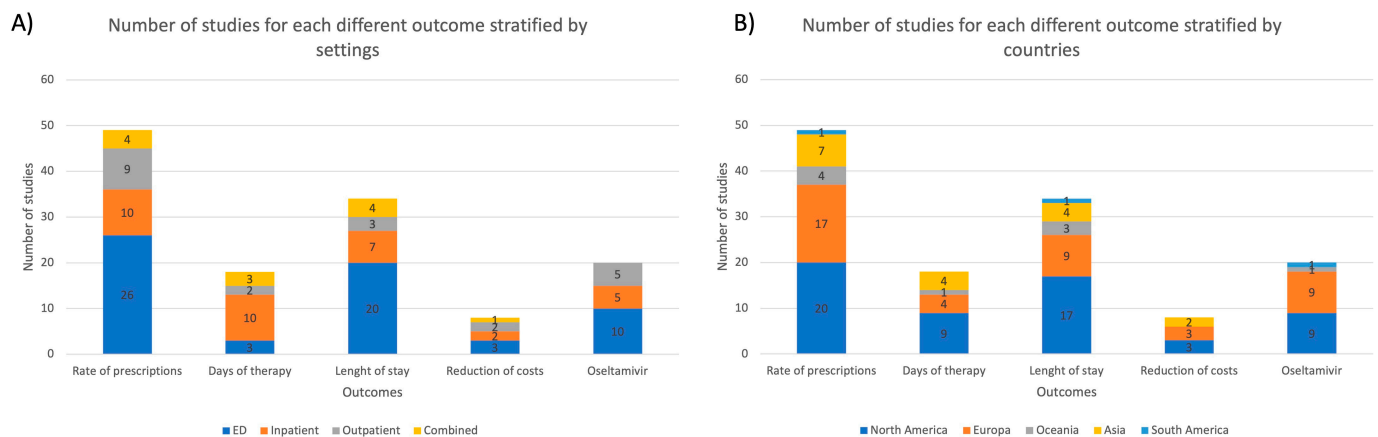 A)
Number of studies for each different outcome stratified by
settings
Number of studies
60
50
40
30
20
10
0
4
9
10
26
3
2
10
3
4
3
7
20
1
2
2
3
5
5
10
Rate of prescriptions
Days of therapy
Lenght of stay
Reduction of costs
Oseltamivir
Outcomes
ED
Inpatient
Outpatient
Combined
B)
Number of studies for each different outcome stratified by
countries
Number of studies
60
50
40
30
20
10
0
1
7
4
17
20
4
1
4
9
1
4
3
9
17
2
3
3
1
1
9
9
Rate of prescriptions
Days of therapy
Lenght of stay
Reduction of costs
Oseltamivir
Outcomes
North America
Europa
Oceania
Asia
South America